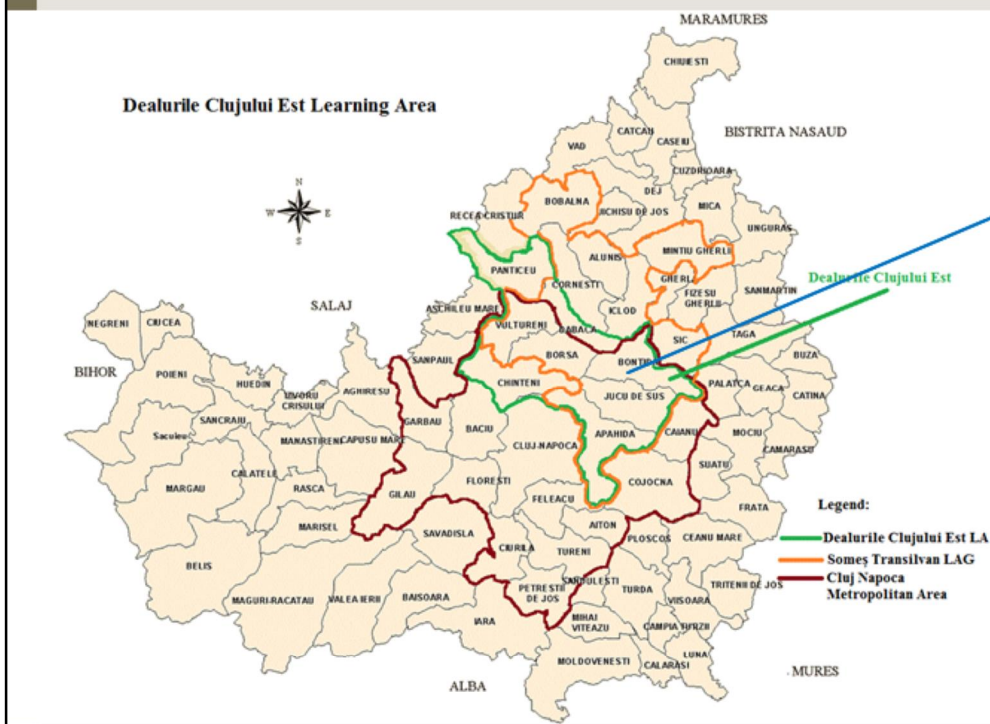 MARAMURES
CHIUIESTI
Dealurile Clujului Est Learning Area
CATCAU
CASEIU
BISTRITA NASAUD
VAD
CUZDRIOARA
N
W
E
S
DEJ
BOBALNA
JICHISU DE JOS
MICA
RECEA CRISTUR
UNGURAS
ALUNIS
MINTIU GHERLII
PANTICEU
CORNESTI
GHERLA
Dealurile Clujului Est
FIZESU
GHERLII
SANMARTIN
SALAJ
ASCHILEU MARE
ICLOD
NEGRENI
CIUCEA
VULTURENI
DABACA
SIC
TAGA
SANPAUL
BORSA
BONTIDA
BUZA
BIHOR
POIENI
HUEDIN
AGHIRESU
CHINTENI
JUCU DE SUS
PALATCA
GEACA
CATINA
IZVORU
CRISULUI
SANCRAIU
GARBAU
BACIU
APAHIDA
CAIANU
MOCIU
Sacuieu
MANASTIRENI
CAPUSU MARE
CLUJ-NAPOCA
CAMARASU
CALATELE
SUATU
MARGAU
RASCA
GILAU
FLORESTI
COJOCNA
FELEACU
FRATA
Legend:
MARISEL
SAVADISLA
AITON
PLOSCOS
CEANU MARE
Dealurile Clujului Est LA
CIURILA
TURENI
Someș Transilvan LAG
BELIS
SANDULESTI
Cluj Napoca
Metropolitan Area
MAGURI-RACATAU
VALEA IERII
BAISOARA
PETRESTII
DE JOS
TURDA
VIISOARA
TRITENII DE JOS
IARA
MIHAI
VITEAZU
CAMPIA TURZII
LUNA
MOLDOVENESTI
CALARASI
. MURES
ALBA